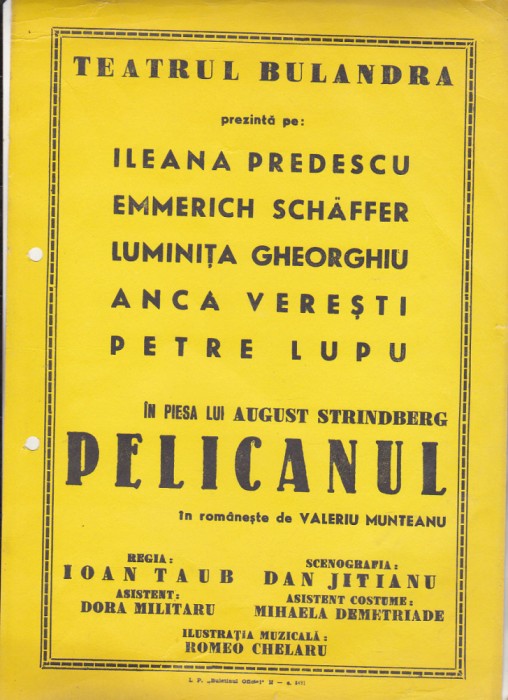 TEATRUL BULANDRA
prezintă pe:
ILEANA PREDESCU
EMMERICH SCHÄFFER
LUMINIȚA GHEORGHIU
ANCA VEREȘTI
PETRE LUPU
ÎN PIESA LUI AUGUST STRINDBERG
PELICANUL
în românește de VALERIU MUNTEANU
REGIA: SCENOGRAFIA:
IOAN TAUB DAN JITIANU
ASISTENT: ASISTENT COSTUME:
DORA MILITARU MIHAELA DEMETRIADE
ILUSTRAȚIA MUZICALĂ:
ROMEO CHELARU
I. P. „Buletinul Oficial"